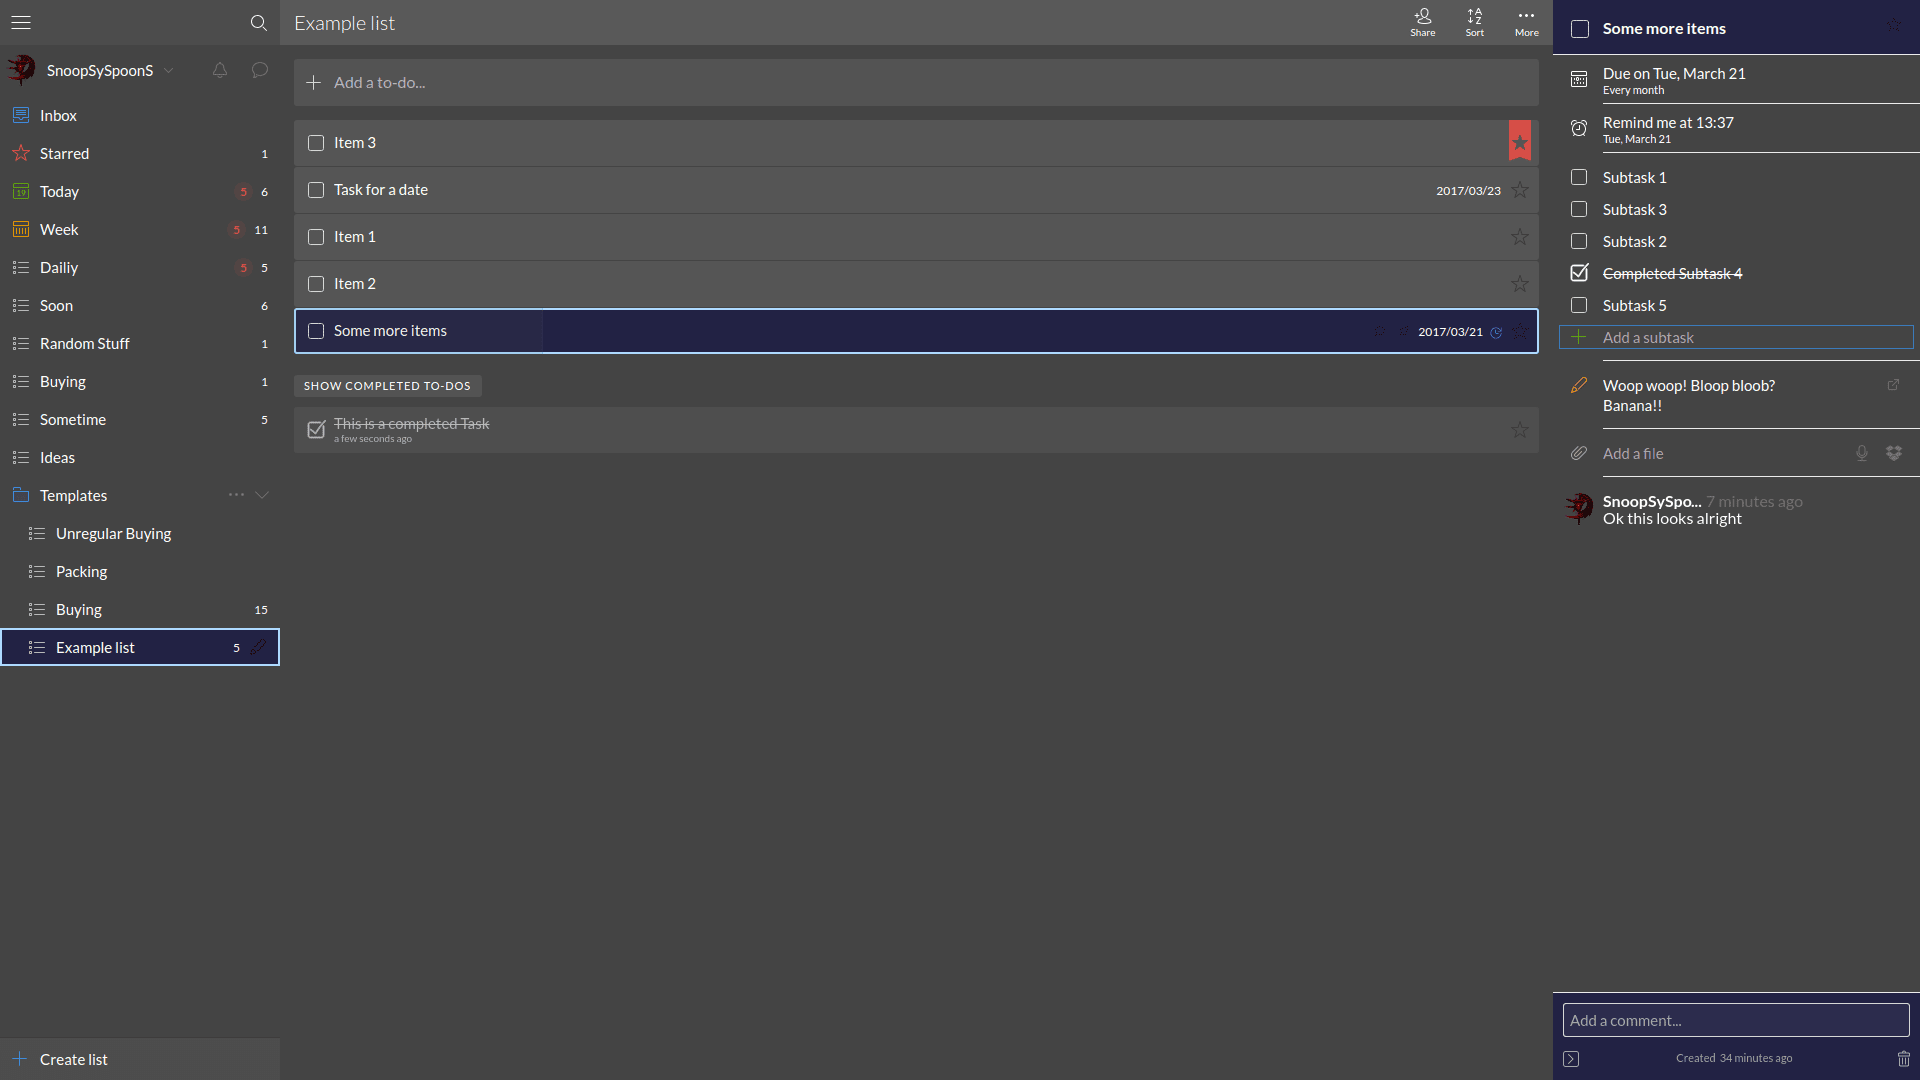 SnoopSySpoonS
Inbox
Starred 1
19 Today 5 6
Week 5 11
Dailiy 5 5
Soon 6
Random Stuff 1
Buying 1
Sometime 5
Ideas
Templates
Unregular Buying
Packing
Buying 15
Example list 5
Create list
Example list
Share
A
Z
Sort
More
Add a to-do...
Item 3
Task for a date 2017/03/23
Item 1
Item 2
Some more items 2017/03/21
SHOW COMPLETED TO-DOS
This is a completed Task
a few seconds ago
Some more items
Due on Tue, March 21
Every month
Remind me at 13:37
Tue, March 21
Subtask 1
Subtask 3
Subtask 2
Completed Subtask 4
Subtask 5
Add a subtask
Woop woop! Bloop bloob?
Banana!!
Add a file
SnoopSySpo... 7 minutes ago
Ok this looks alright
Add a comment...
Created 34 minutes ago